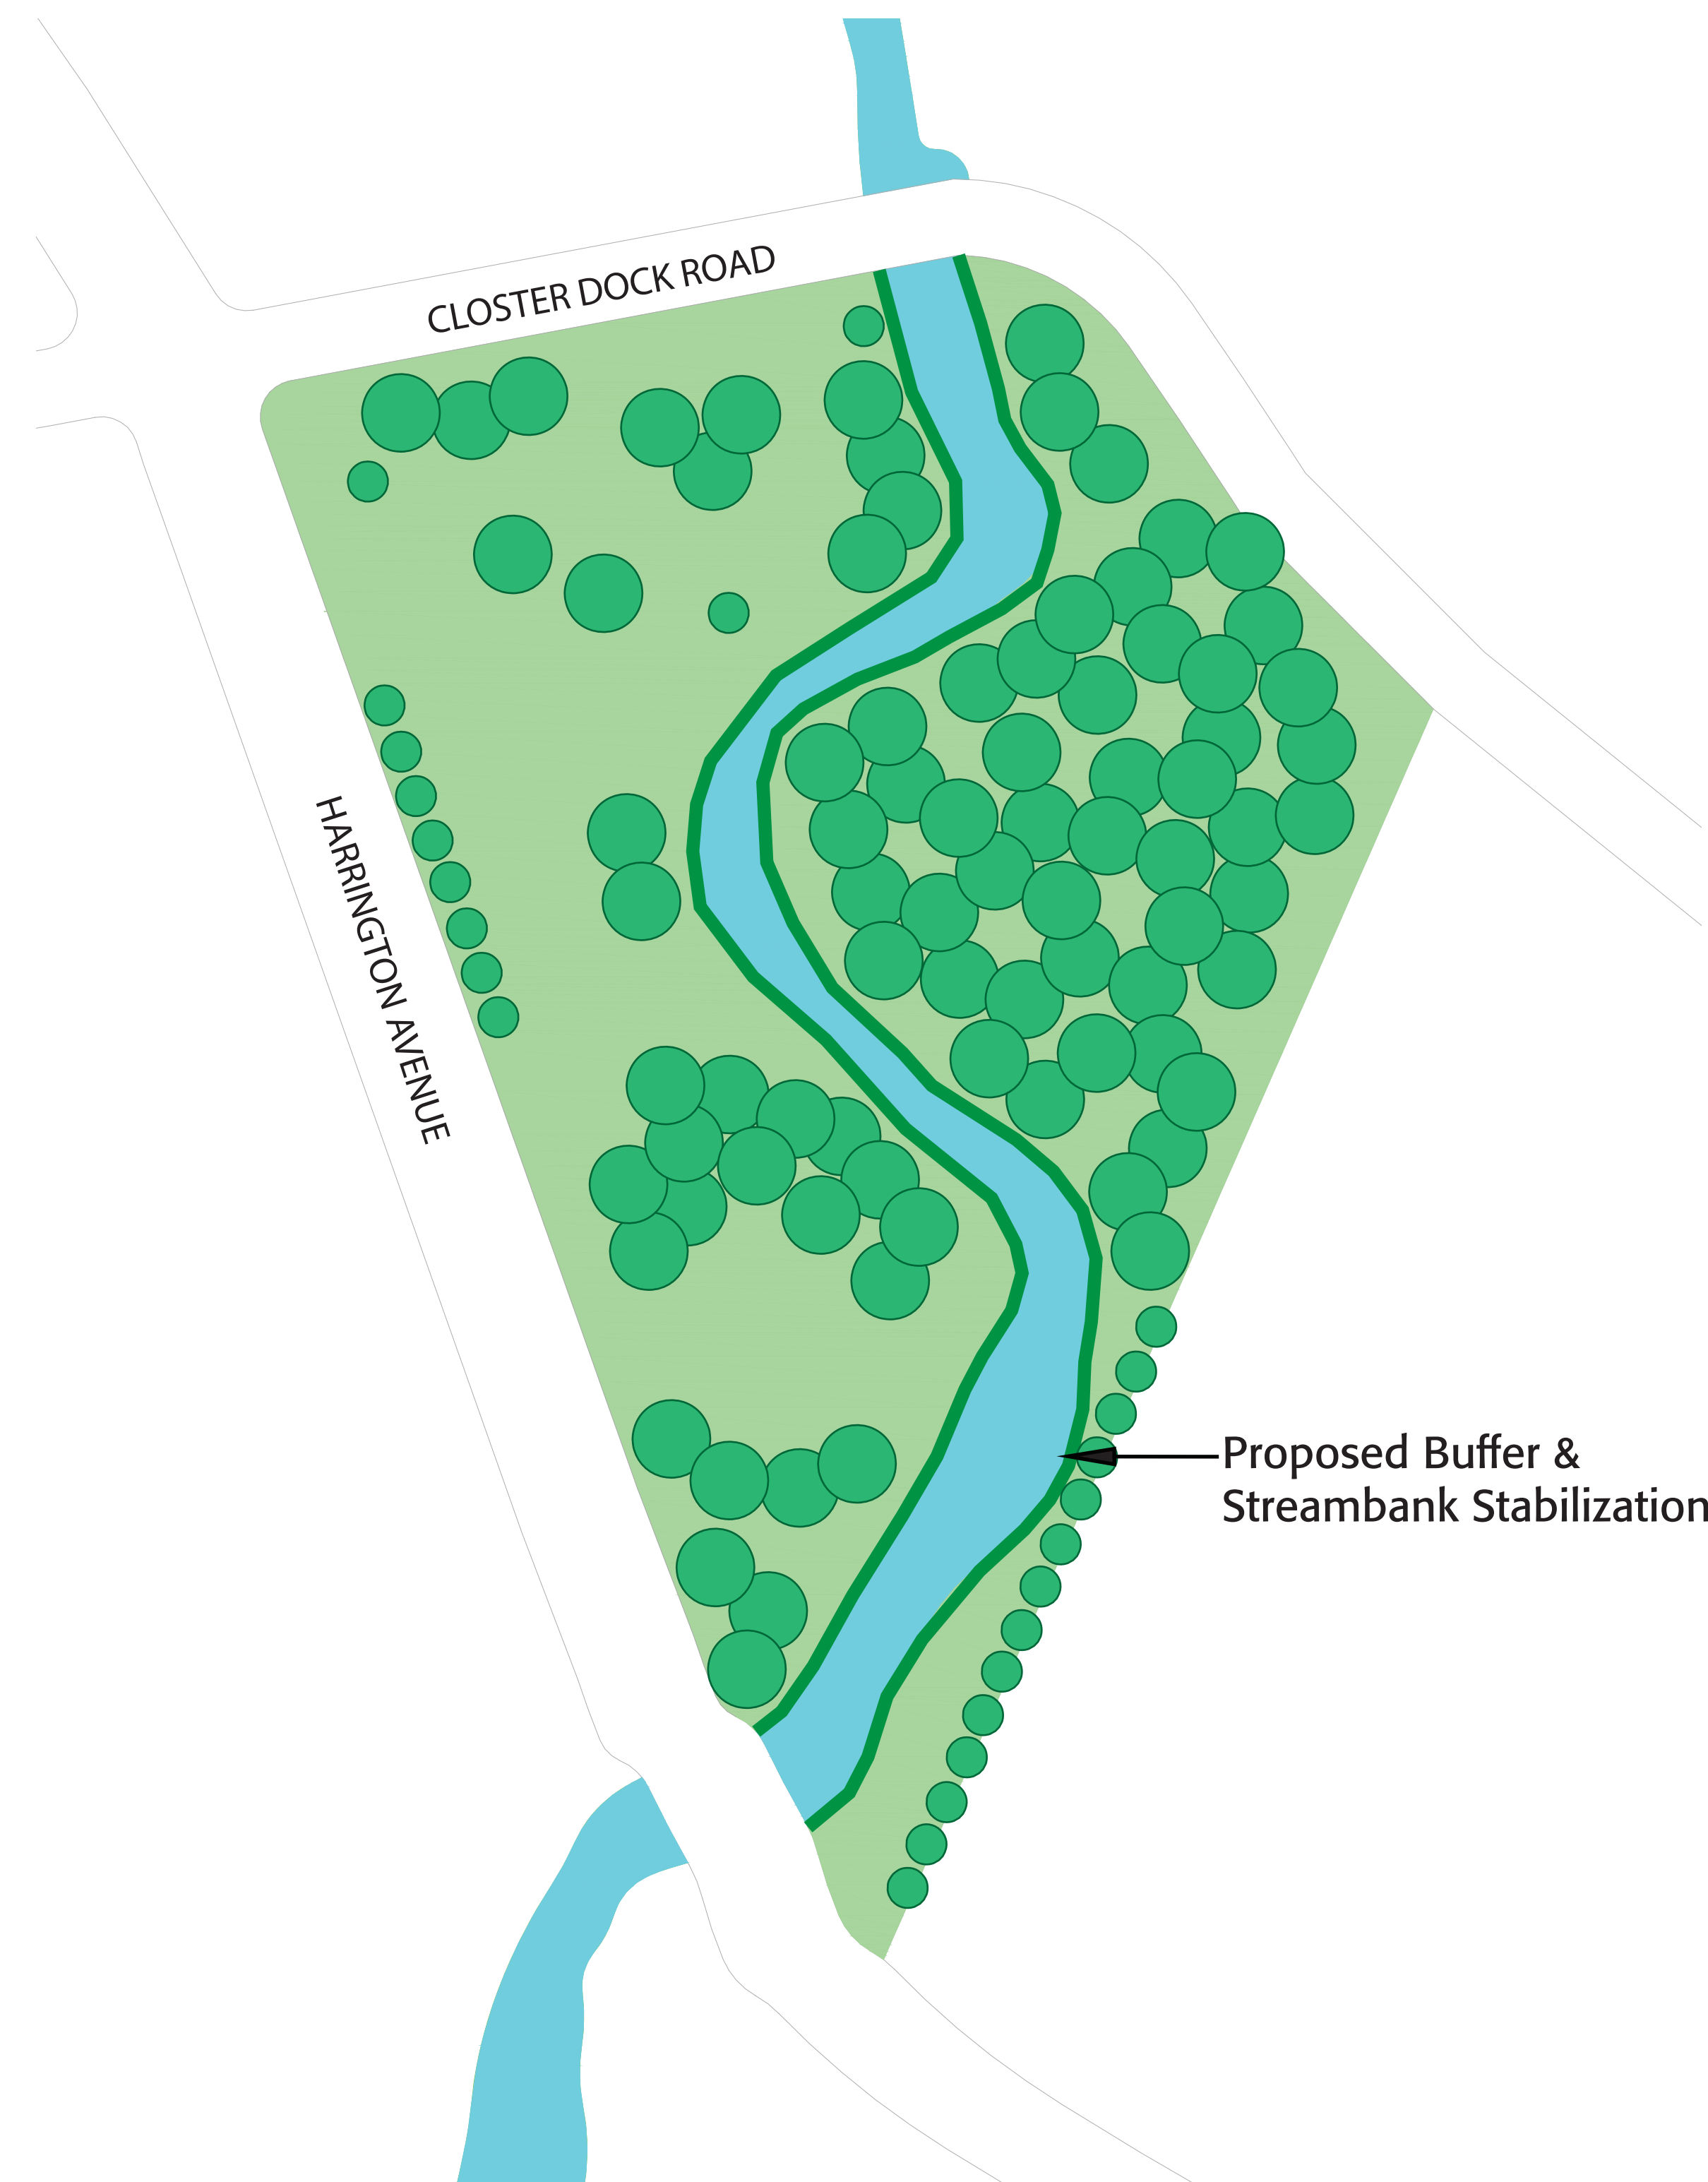 CLOSTER DOCK ROAD
HARRINGTON AVENUE
Proposed Buffer &
Streambank Stabilization